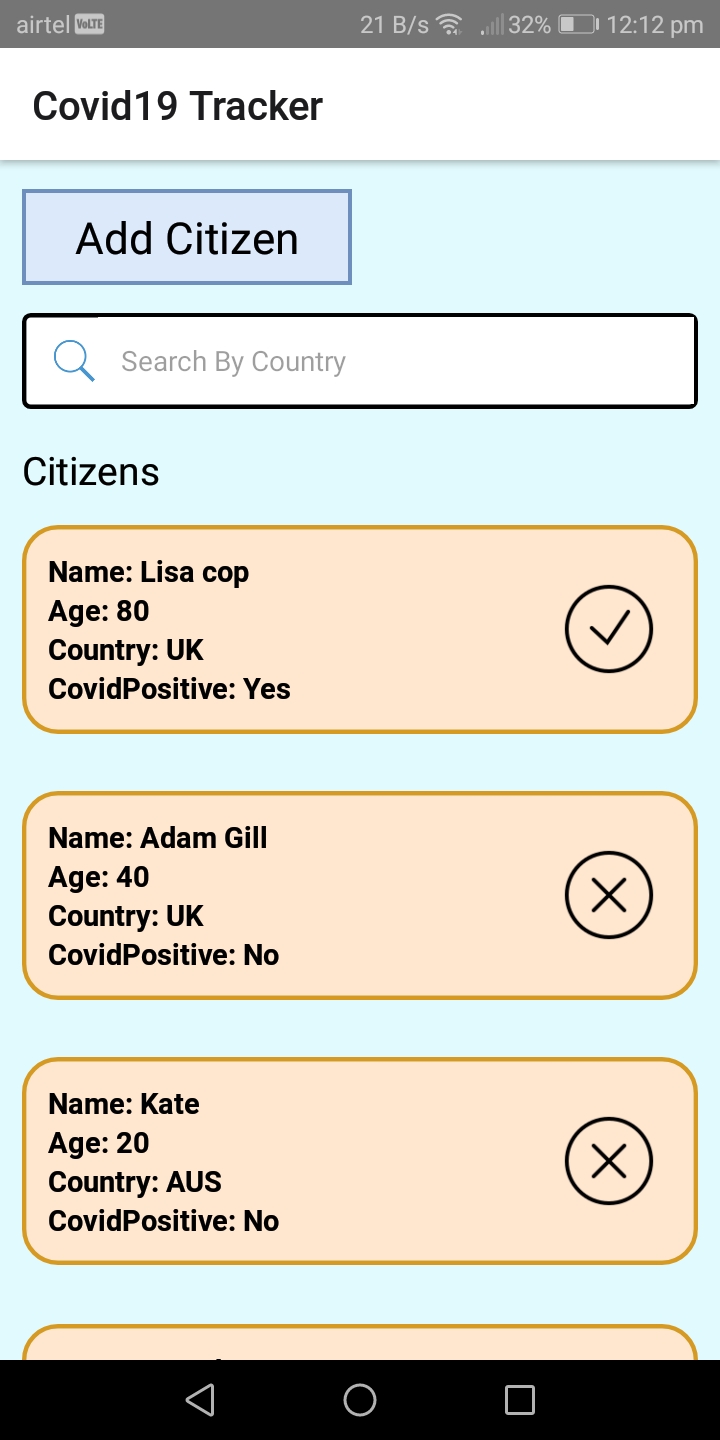 airtel VoLTE 21 B/s 32% 12:12 pm
Covid19 Tracker
Add Citizen
Search By Country
Citizens
Name: Lisa cop
Age: 80
Country: UK
CovidPositive: Yes
Name: Adam Gill
Age: 40
Country: UK
CovidPositive: No
Name: Kate
Age: 20
Country: AUS
CovidPositive: No